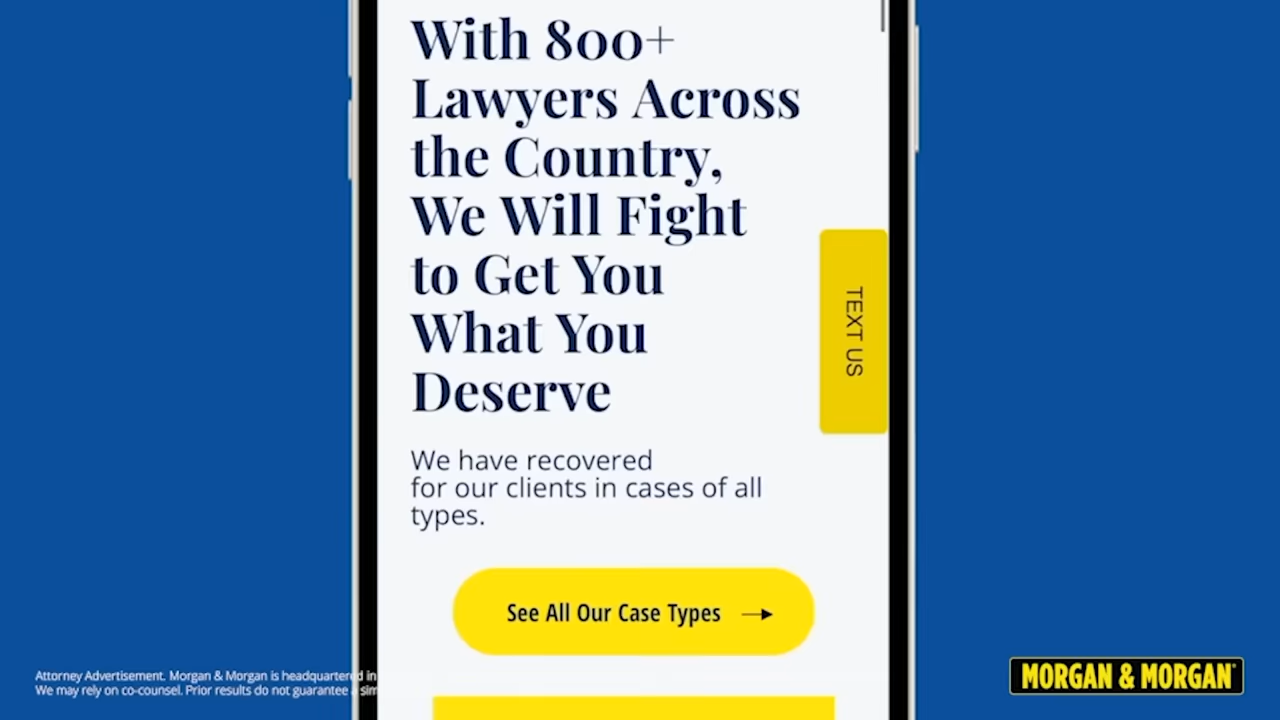 With 800+
Lawyers Across
the Country,
We Will Fight
to Get You
What You
Deserve
TEXT US
We have recovered
for our clients in cases of all
types.
See All Our Case Types
Attorney Advertisement. Morgan & Morgan is headquartered in
We may rely on co-counsel. Prior results do not guarantee a
MORGAN & MORGAN